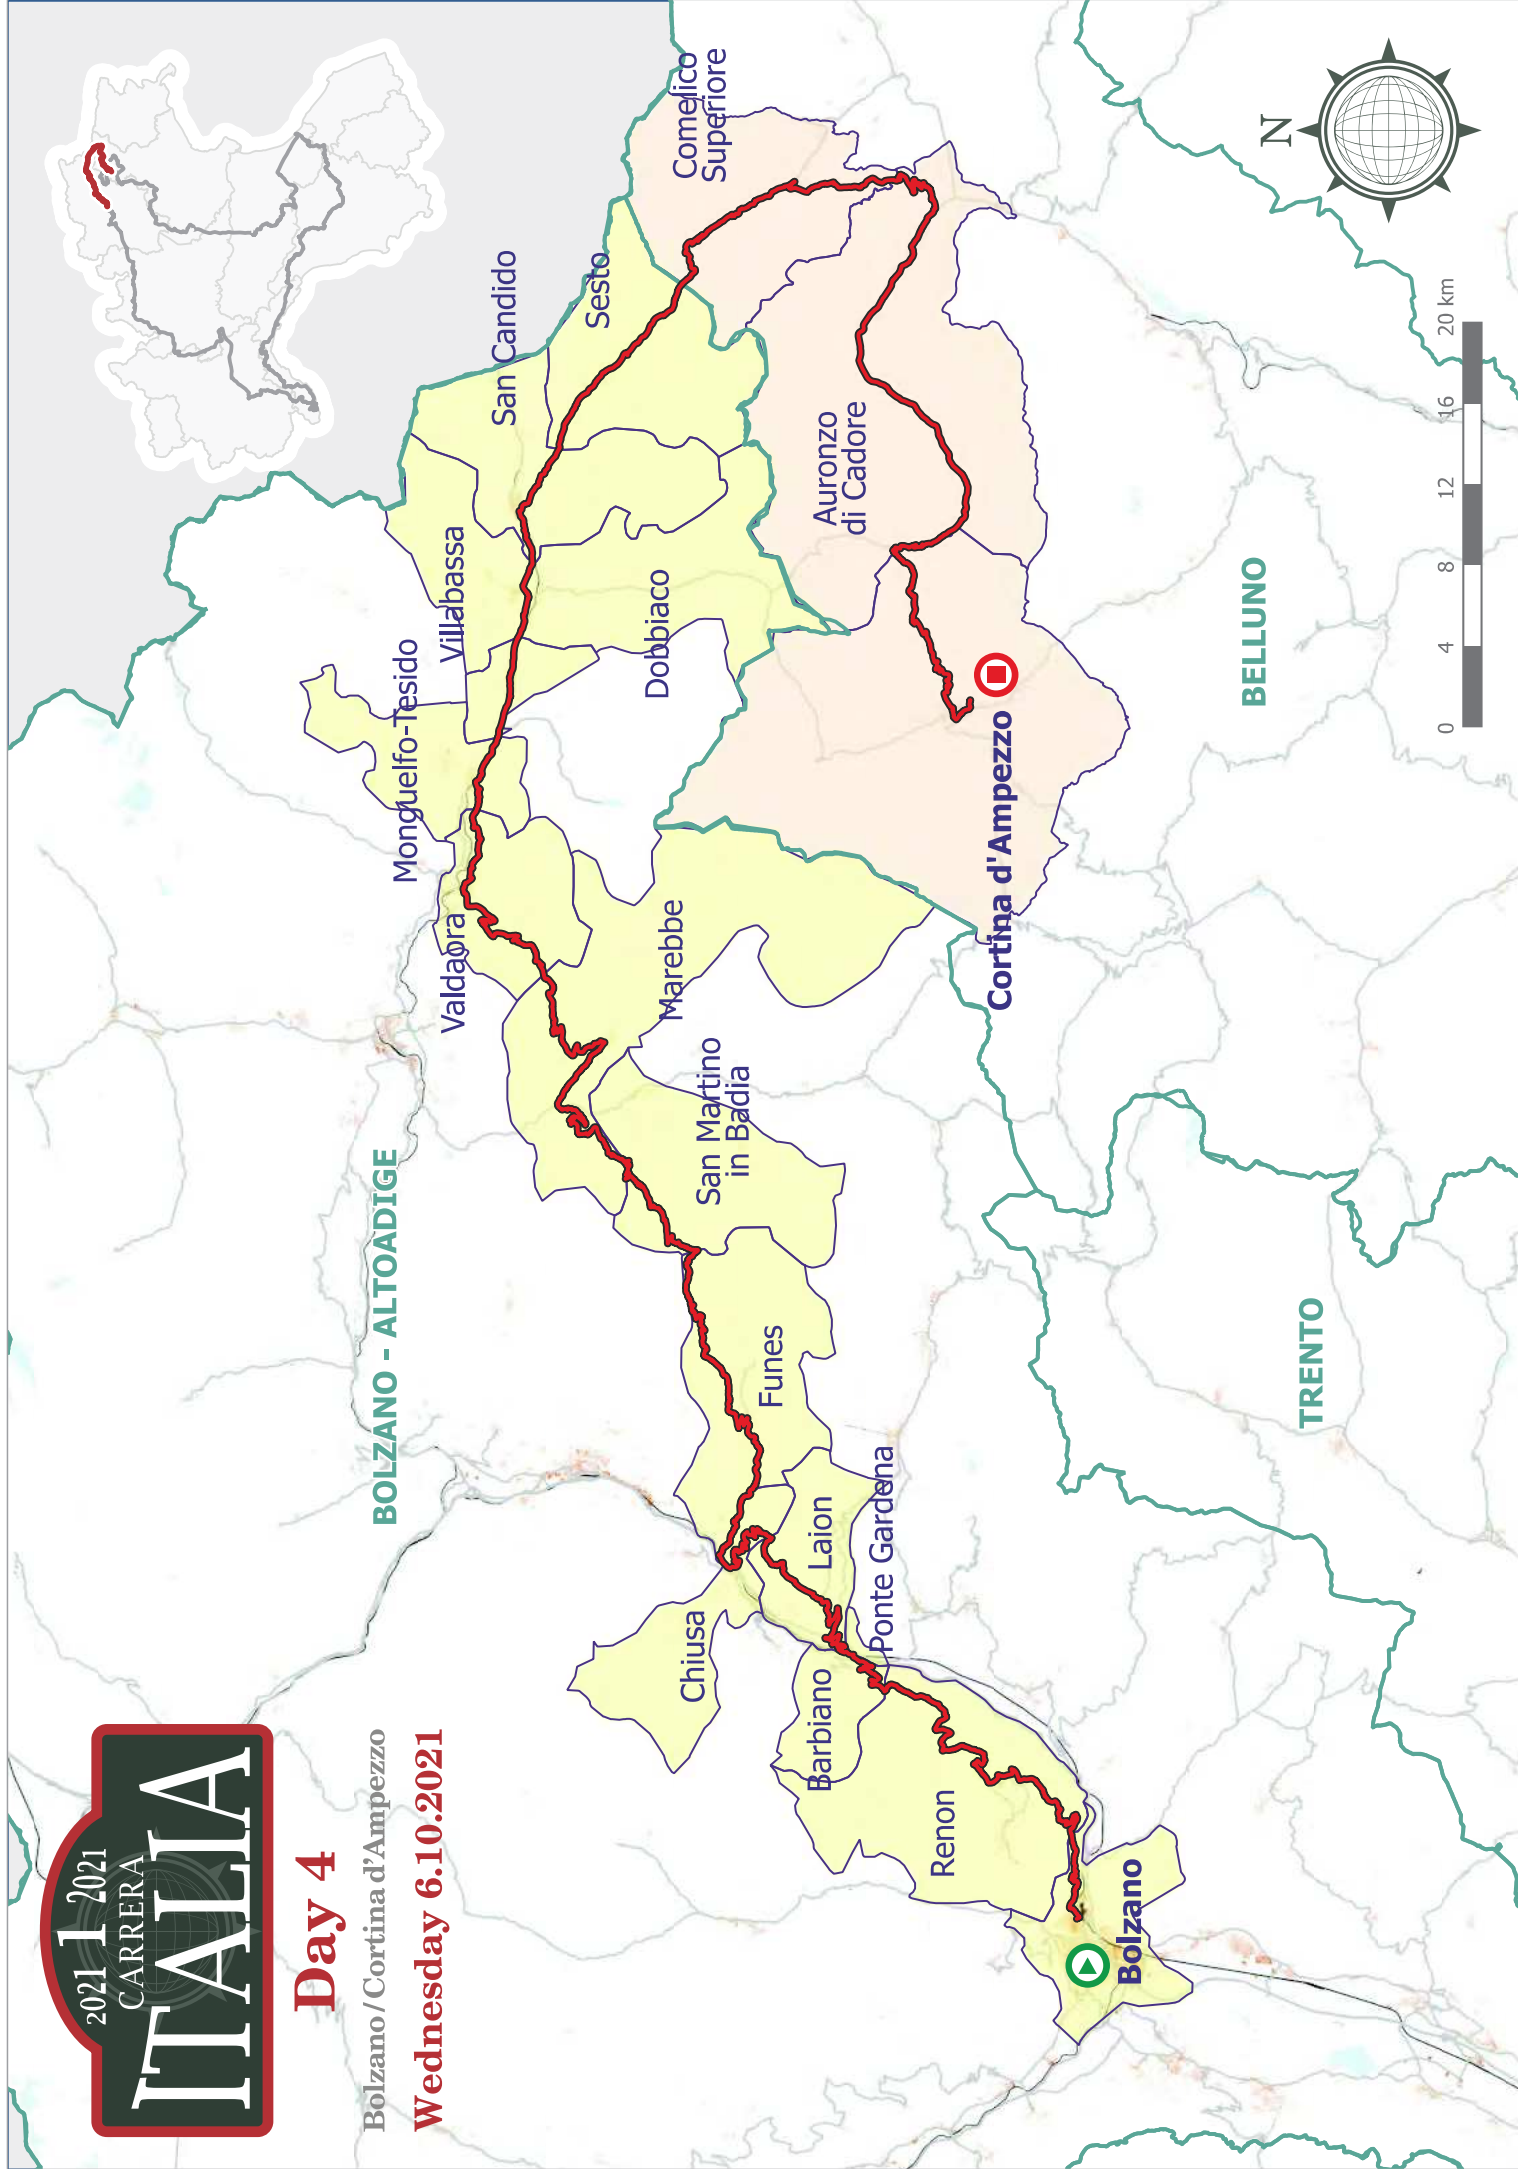 2021 1 2021
CARRERA
ITALIA
Day 4
Bolzano/Cortina d'Ampezzo
Wednesday 6.10.2021
BOLZANO - ALTOADIGE
San Candido
Sesto
Comelico
Superiore
Villabassa
Monguelfo-Tesido
Valdaora
Dobbiaco
Marebbe
San Martino
in Badia
Auronzo
di Cadore
Funes
Chiusa
Laion
Ponte Gardena
Barbiano
Renon
Cortina d'Ampezzo
Bolzano
BELLUNO
TRENTO
N
0 4 8 12 16 20 km